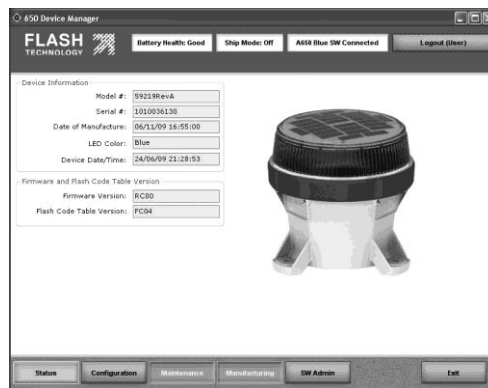 650 Device Manager
FLASH
TECHNOLOGY
Battery Health: Good
Ship Mode: Off
A650 Blue SW Connected
Logout (User)
Device Information
Model #: 59219RevA
Serial #: 1010036130
Date of Manufacture: 06/11/09 16:55:00
LED Color: Blue
Device Date/Time: 24/06/09 21:28:53
Firmware and Flash Code Table Version
Firmware Version: RC00
Flash Code Table Version: FC04
Status
Configuration
Maintenance
Manufacturing
SW Admin
Exit